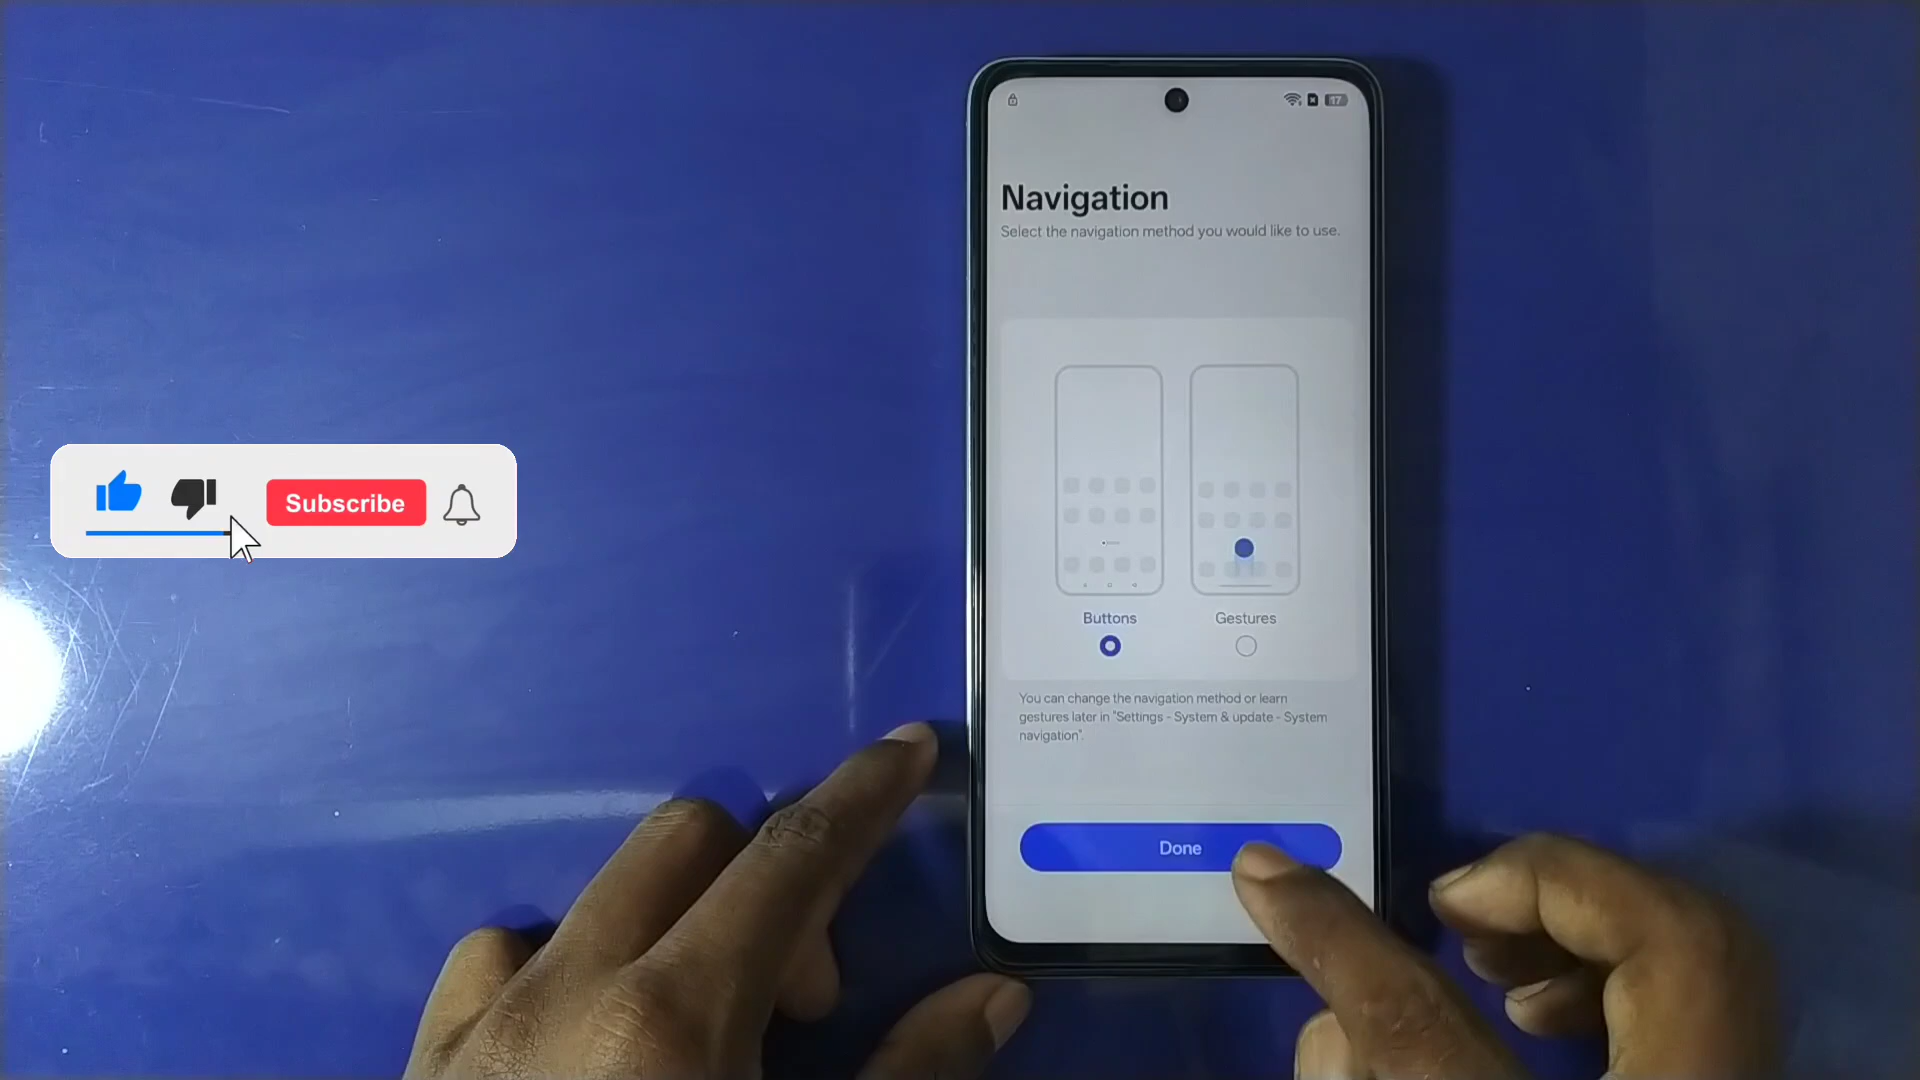 17
Navigation
Select the navigation method you would like to use.
Subscribe
Buttons
Gestures
You can change the navigation method or learn
gestures later in "Settings - System & update - System
navigation".
Done